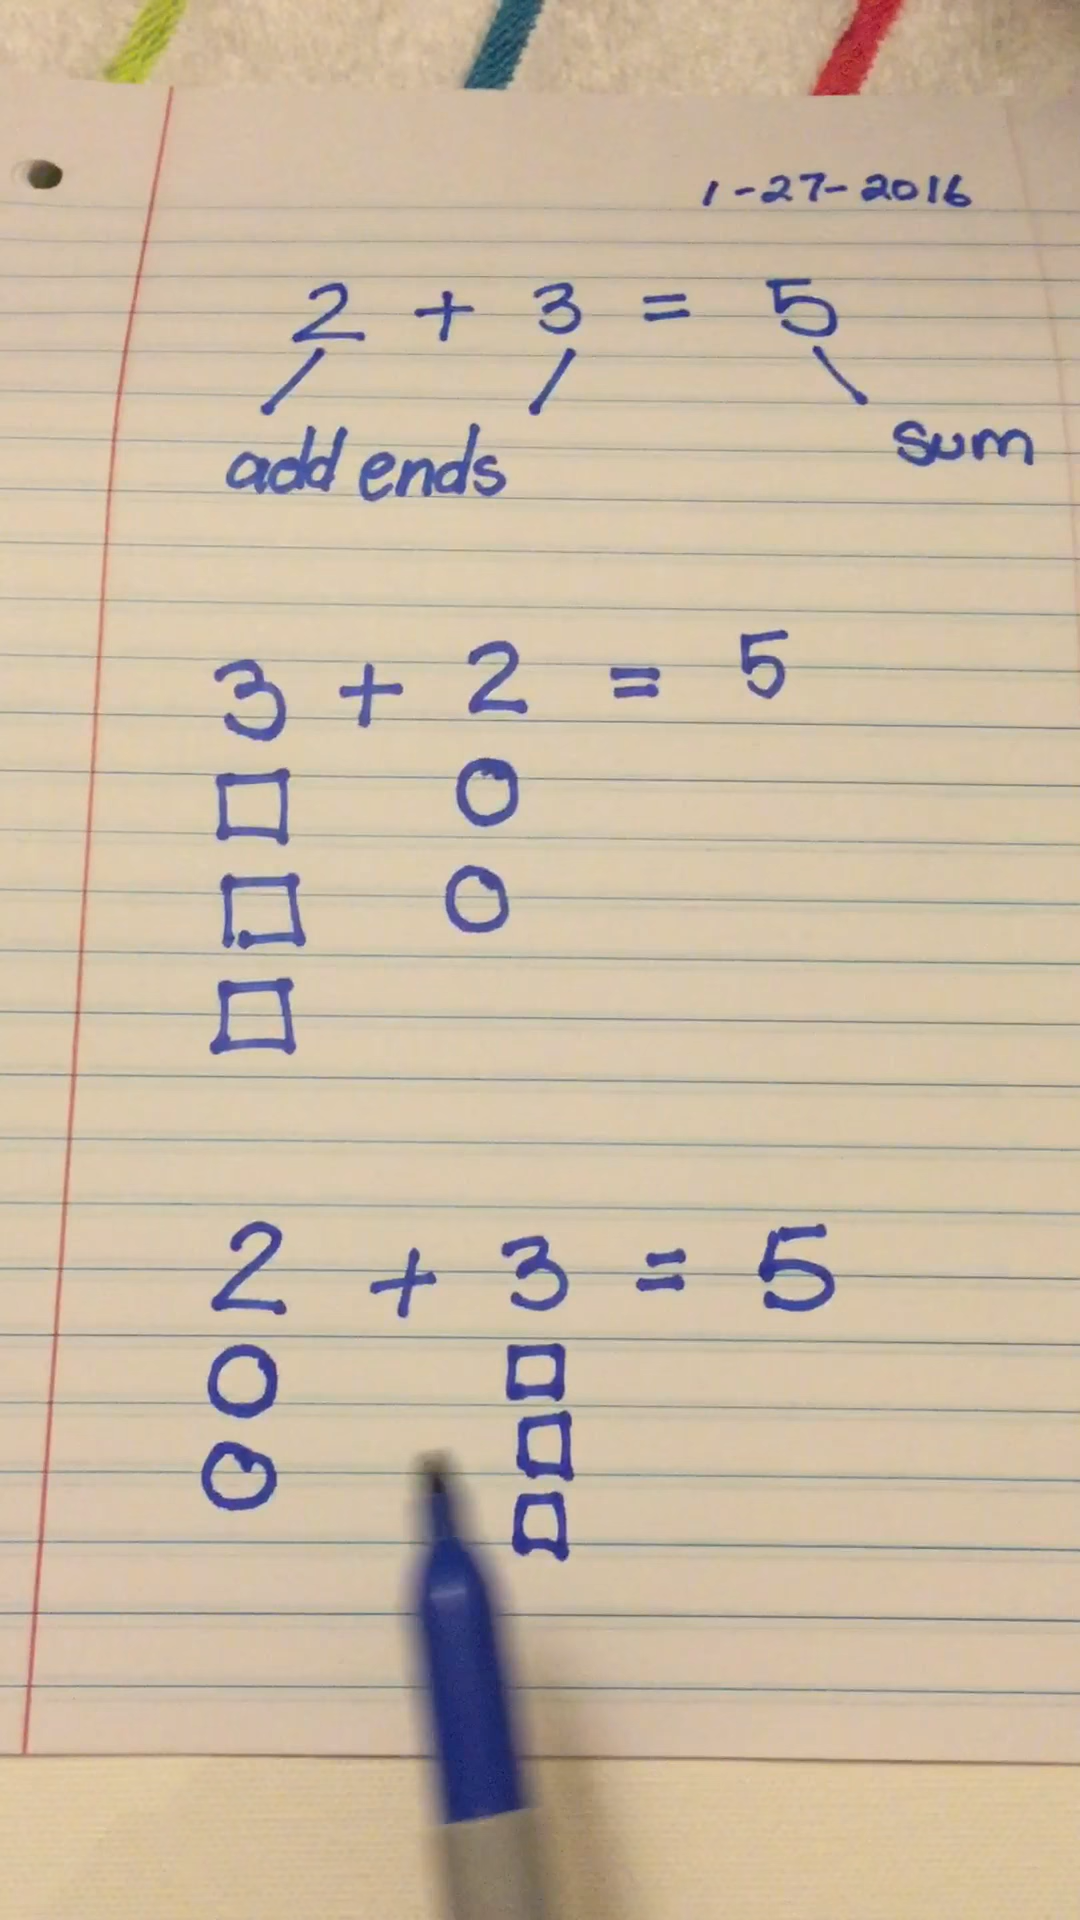 1-27-2016
2 + 3 = 5
add ends
sum
3 + 2 = 5
2 + 3 = 5